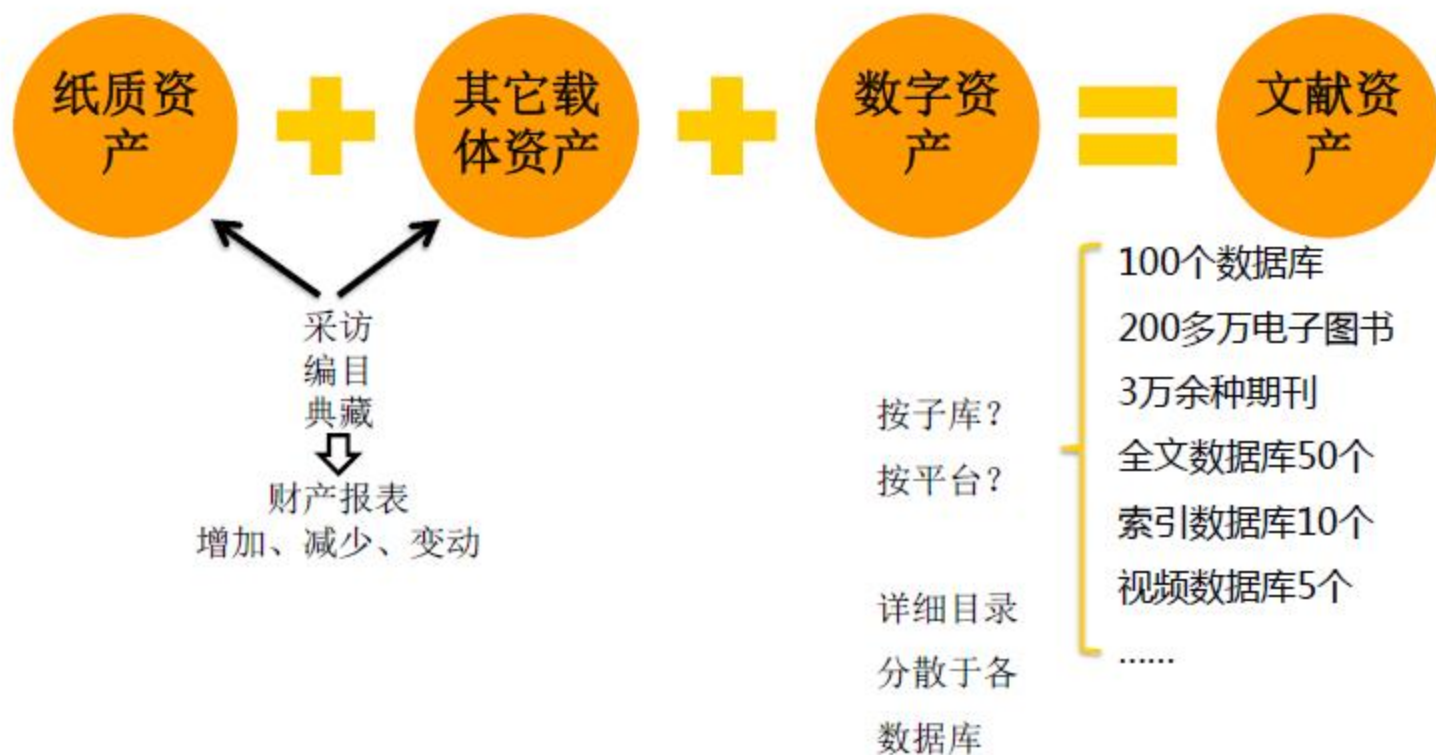 纸质资
产
其它载
体资产
数字资
产
文献资
产
采访
编目
典藏
财产报表
增加、减少、变动
按子库？
按平台？
详细目录
分散于各
数据库
100个数据库
200多万电子图书
3万余种期刊
全文数据库50个
索引数据库10个
视频数据库5个
......